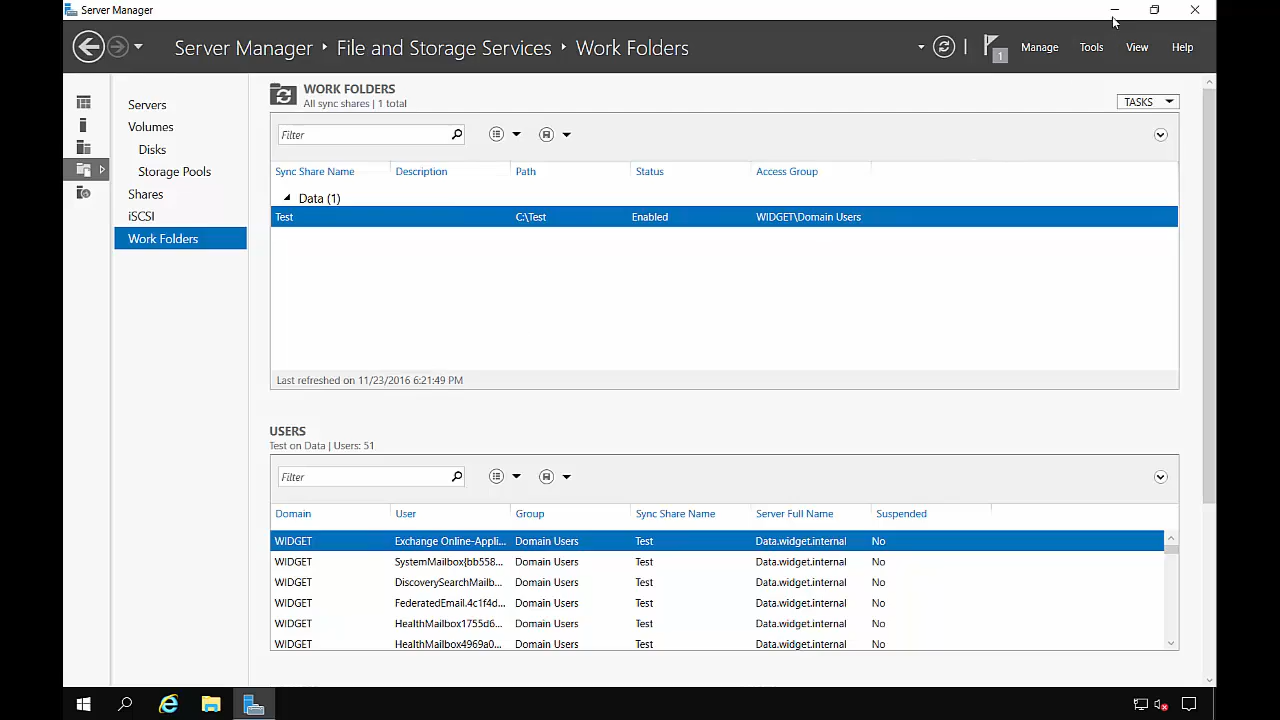 Server Manager
Server Manager ‣ File and Storage Services ‣ Work Folders
1
Manage Tools View Help
Servers
Volumes
Disks
Storage Pools
Shares
iSCSI
Work Folders
WORK FOLDERS
All sync shares | 1 total
TASKS
Filter
Sync Share Name Description Path Status Access Group
Data (1)
Test C:\Test Enabled WIDGET\Domain Users
Last refreshed on 11/23/2016 6:21:49 PM
USERS
Test on Data | Users: 51
Filter
Domain User Group Sync Share Name Server Full Name Suspended
WIDGET Exchange Online-Appli... Domain Users Test Data.widget.internal No
WIDGET SystemMailbox{bb558... Domain Users Test Data.widget.internal No
WIDGET DiscoverySearchMailb... Domain Users Test Data.widget.internal No
WIDGET FederatedEmail.4c1f4d... Domain Users Test Data.widget.internal No
WIDGET HealthMailbox1755d6... Domain Users Test Data.widget.internal No
WIDGET HealthMailbox4969a0... Domain Users Test Data.widget.internal No